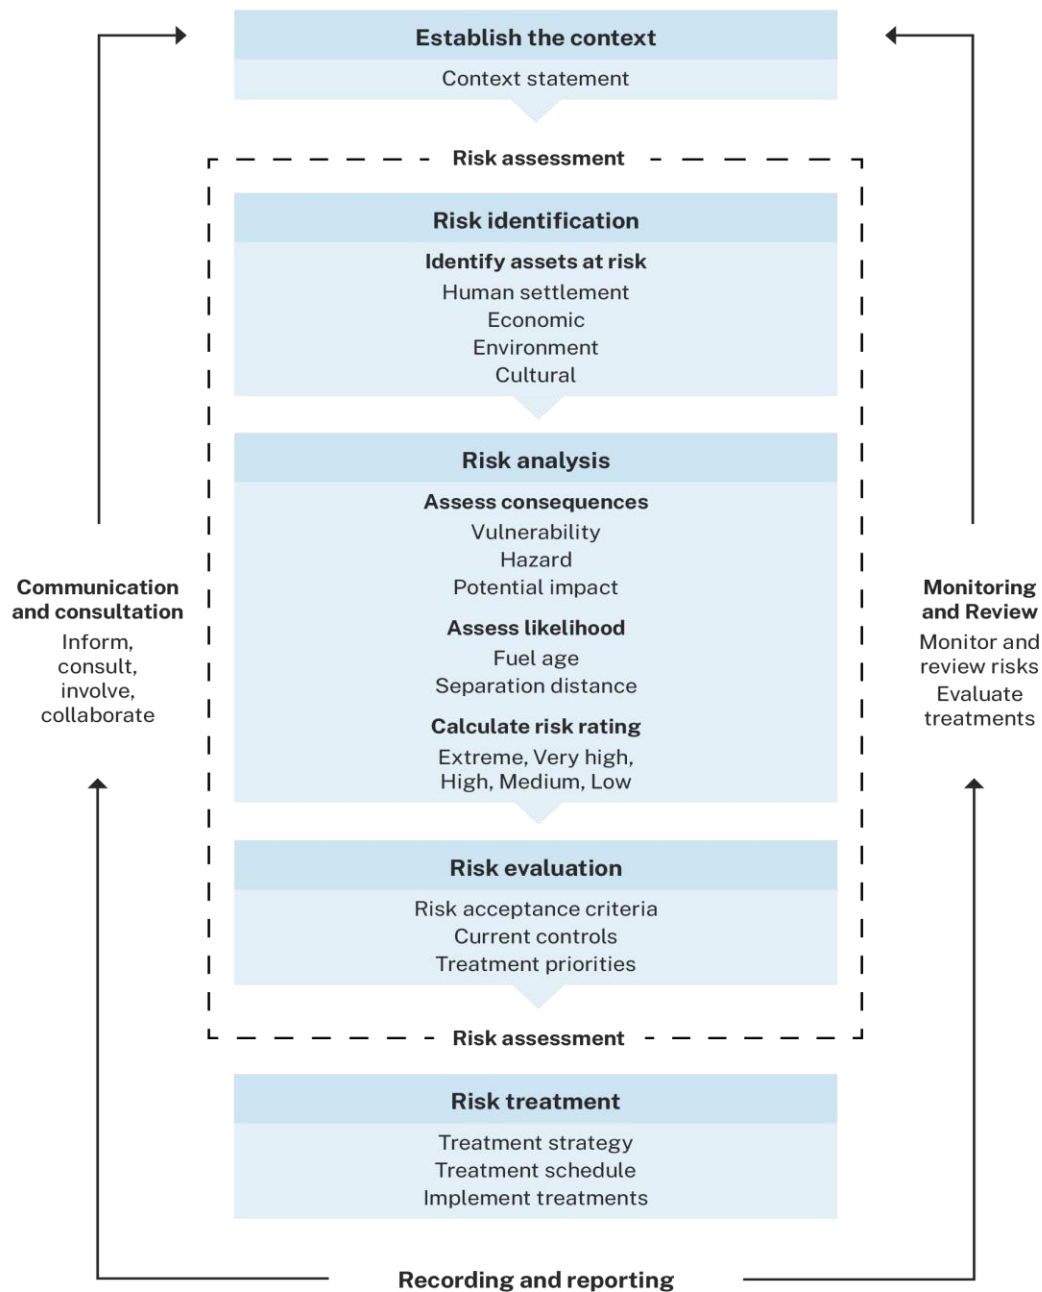 Establish the context
Context statement
Risk assessment
Risk identification
Identify assets at risk
Human settlement
Economic
Environment
Cultural
Risk analysis
Assess consequences
Vulnerability
Hazard
Potential impact
Assess likelihood
Fuel age
Separation distance
Calculate risk rating
Extreme, Very high,
High, Medium, Low
Risk evaluation
Risk acceptance criteria
Current controls
Treatment priorities
Risk assessment
Risk treatment
Treatment strategy
Treatment schedule
Implement treatments
Communication
and consultation
Inform,
consult,
involve,
collaborate
Monitoring
and Review
Monitor and
review risks
Evaluate
treatments
Recording and reporting